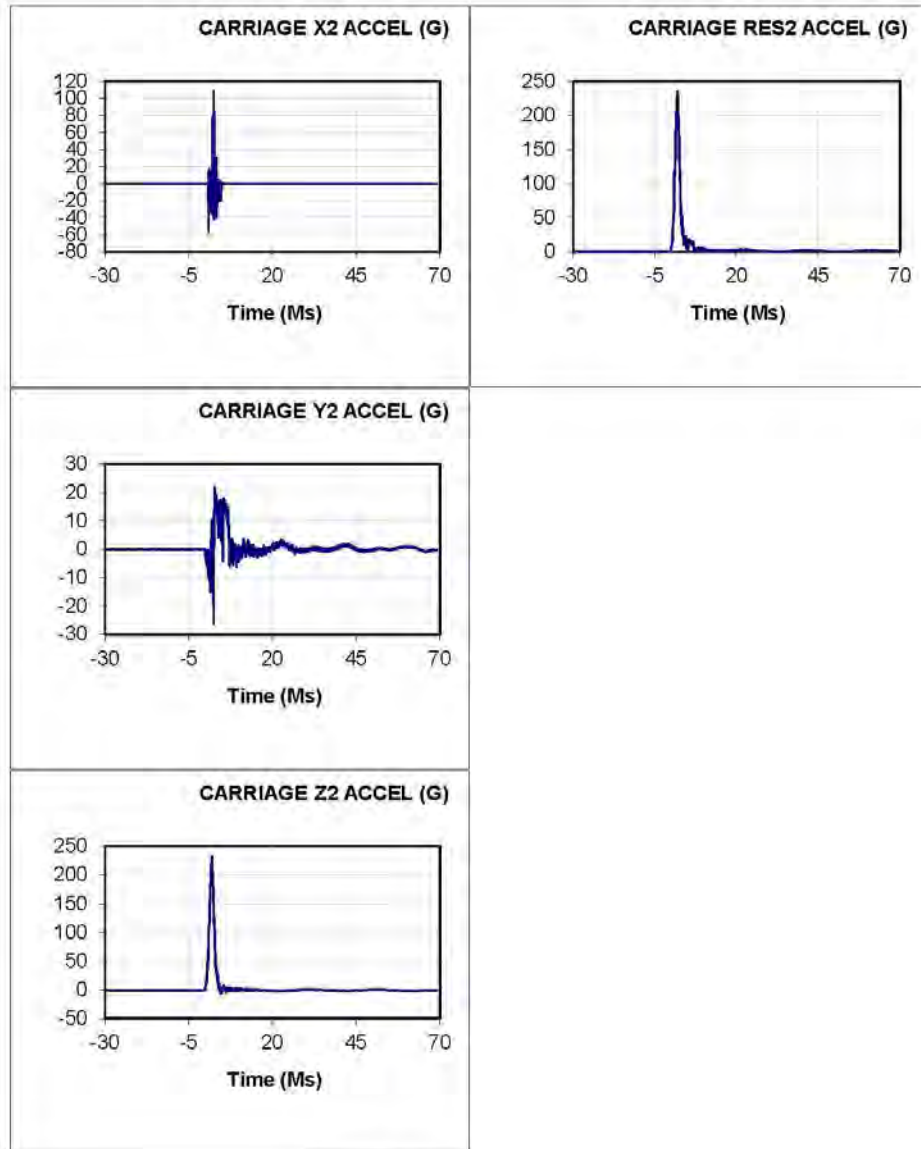 CARRIAGE X2 ACCEL (G)
120
100
80
60
40
20
0
-20
-40
-60
-80
-30 -5 20 45 70
Time (Ms)
CARRIAGE RES2 ACCEL (G)
250
200
150
100
50
0
-30 -5 20 45 70
Time (Ms)
CARRIAGE Y2 ACCEL (G)
30
20
10
0
-10
-20
-30
-30 -5 20 45 70
Time (Ms)
CARRIAGE Z2 ACCEL (G)
250
200
150
100
50
0
-50
-30 -5 20 45 70
Time (Ms)